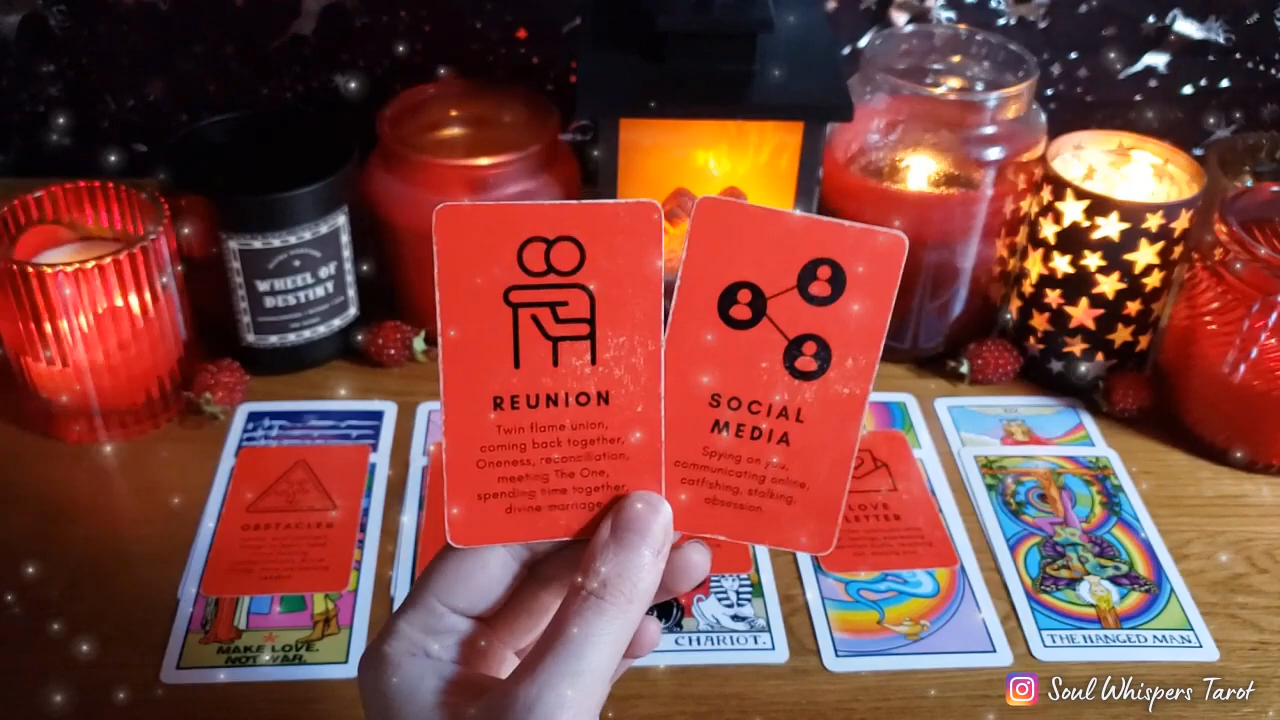 WHEEL OF
DESTINY
REUNION
Twin flame union,
coming back together,
Oneness, reconciliation,
meeting The One,
spending time together,
divine marriage
SOCIAL
MEDIA
Spying on you,
communicating online,
catfishing, stalking,
obsession.
OBSTACLES
LOVE
LETTER
MAKE LOVE,
NOT WAR.
CHARIOT.
THE HANGED MAN.
Soul Whispers Tarot